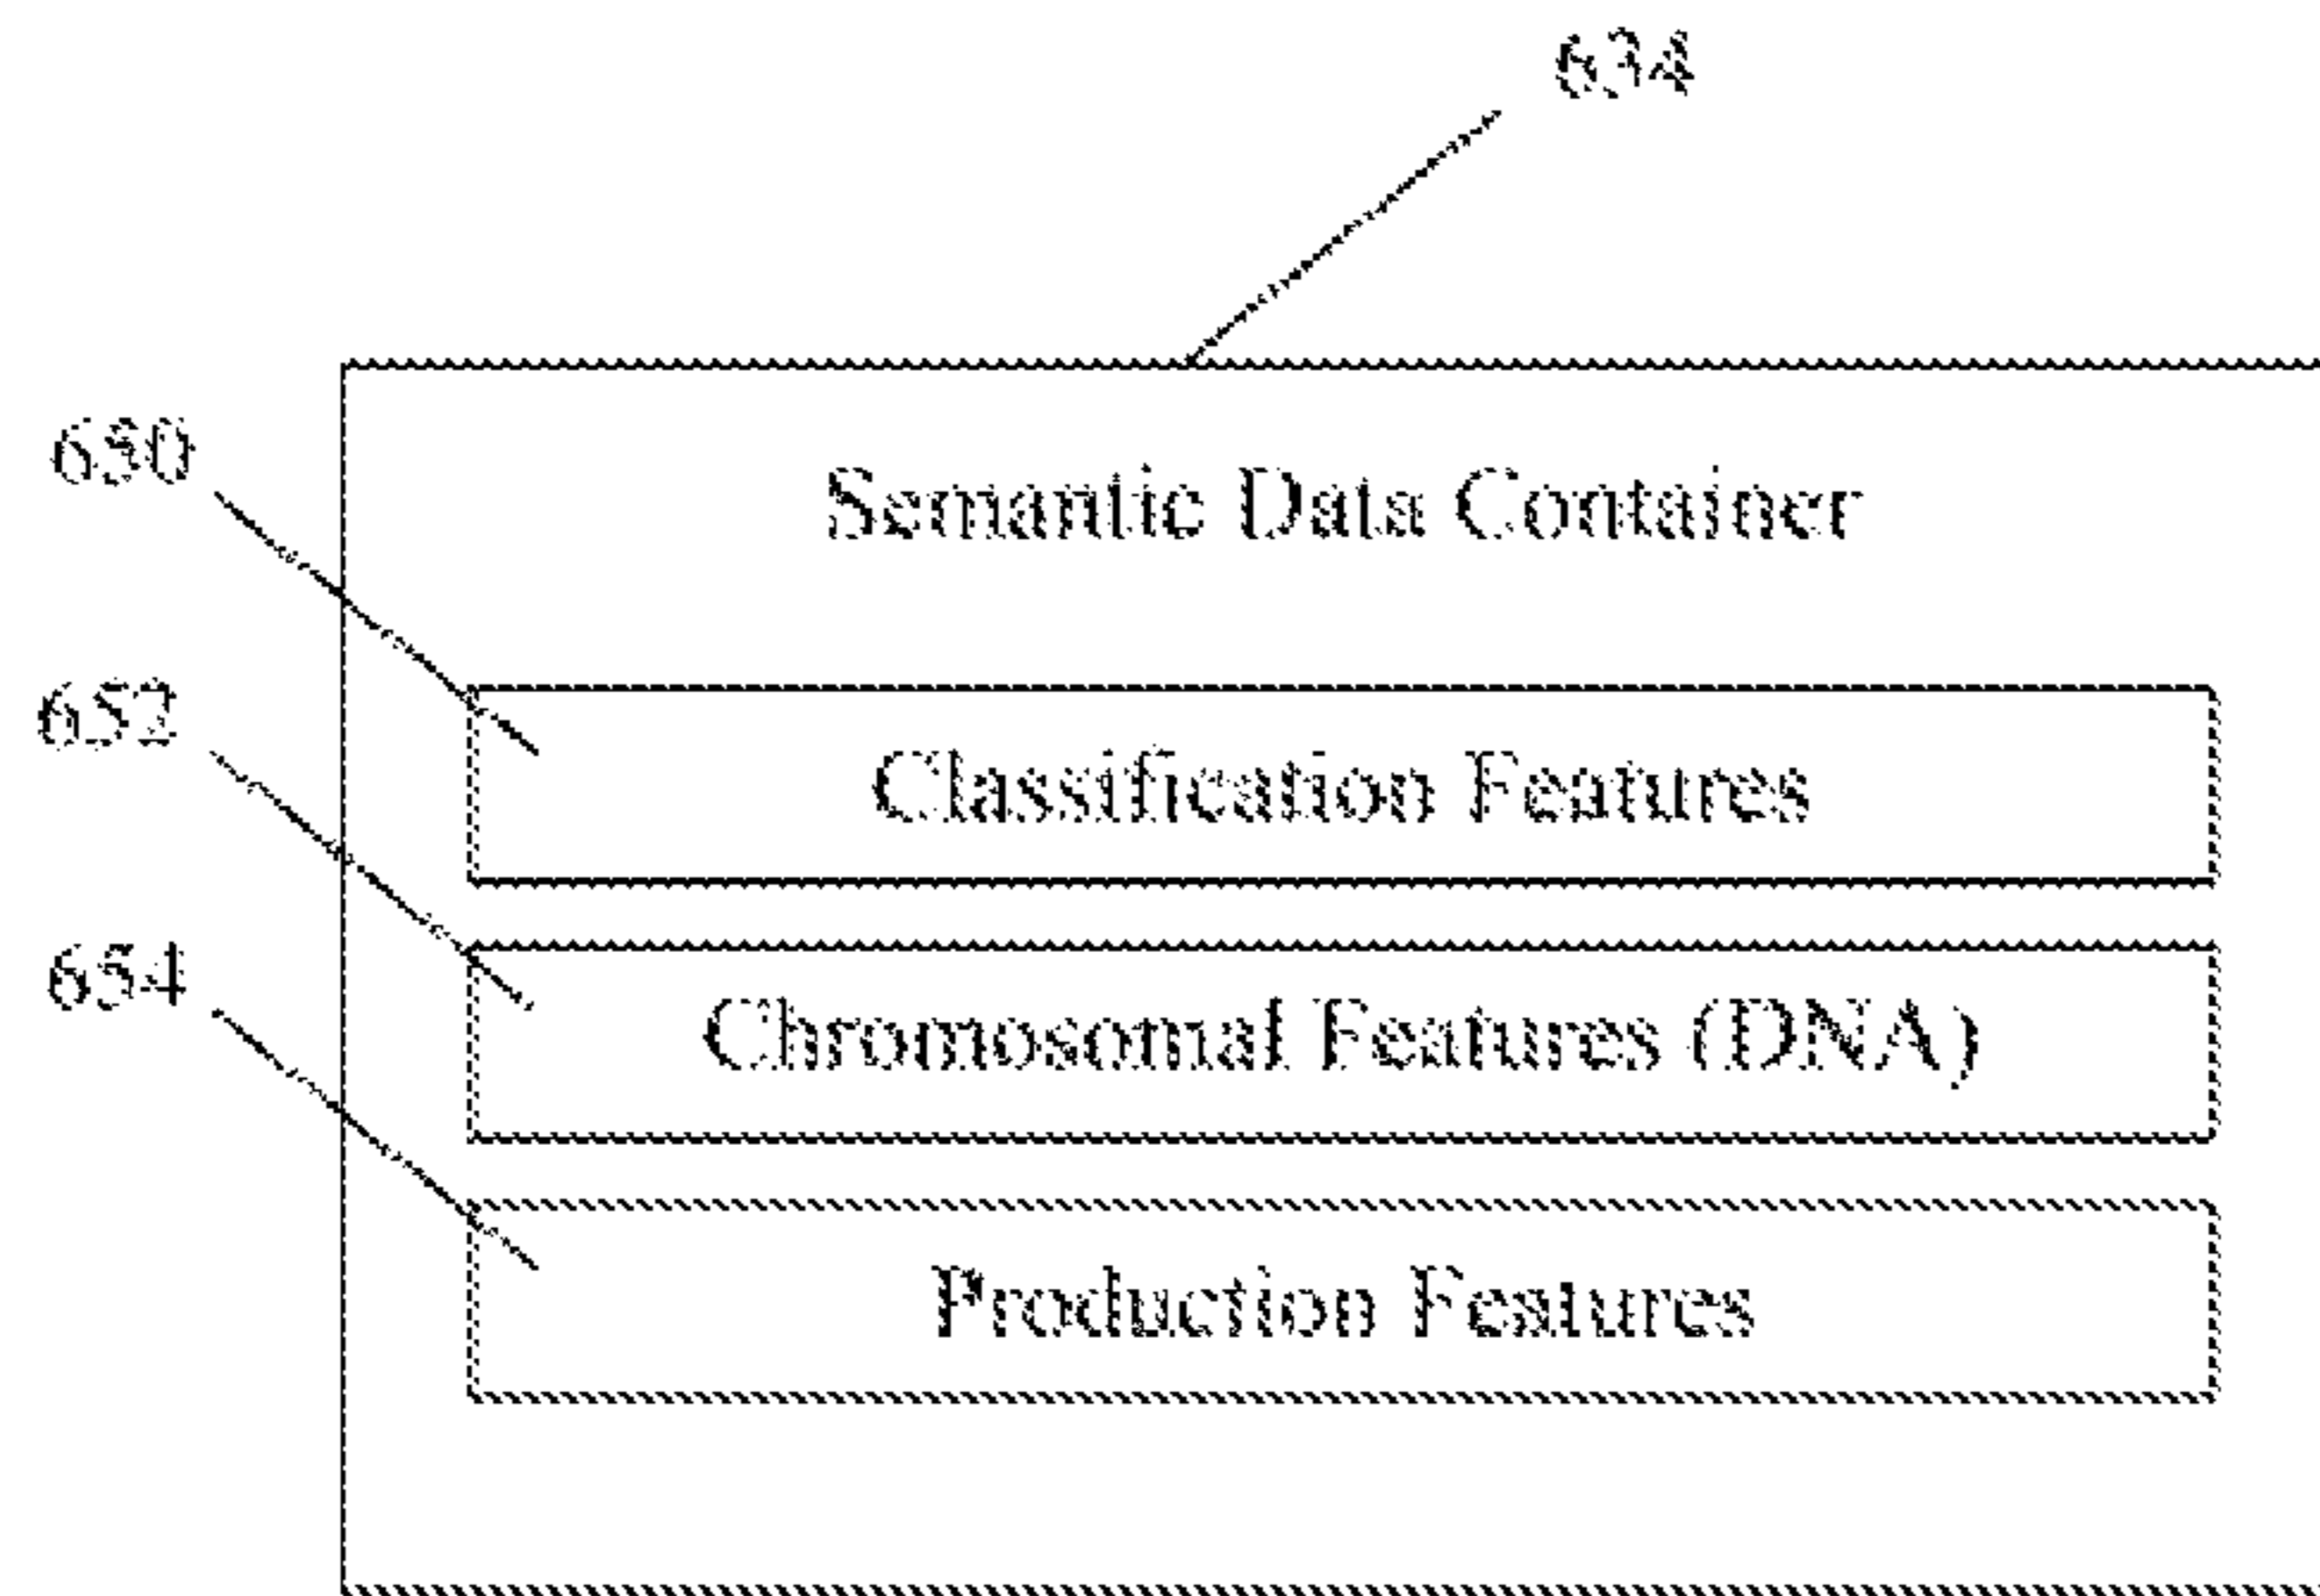 634
650
Semantic Data Container
652
Classification Features
654
Chromosomal Features (DNA)
Production Features